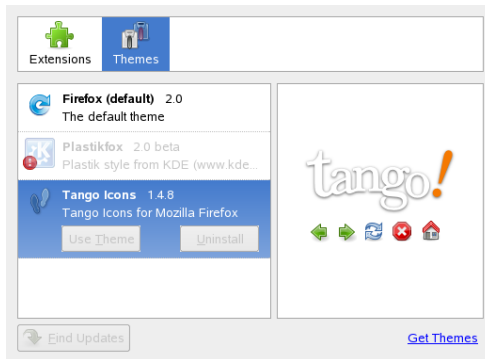 Extensions
Themes
Firefox (default) 2.0
The default theme
Plastikfox 2.0 beta
Plastik style from KDE (www.kde...
Tango Icons 1.4.8
Tango Icons for Mozilla Firefox
Use Theme
Uninstall
tango!
Find Updates
Get Themes